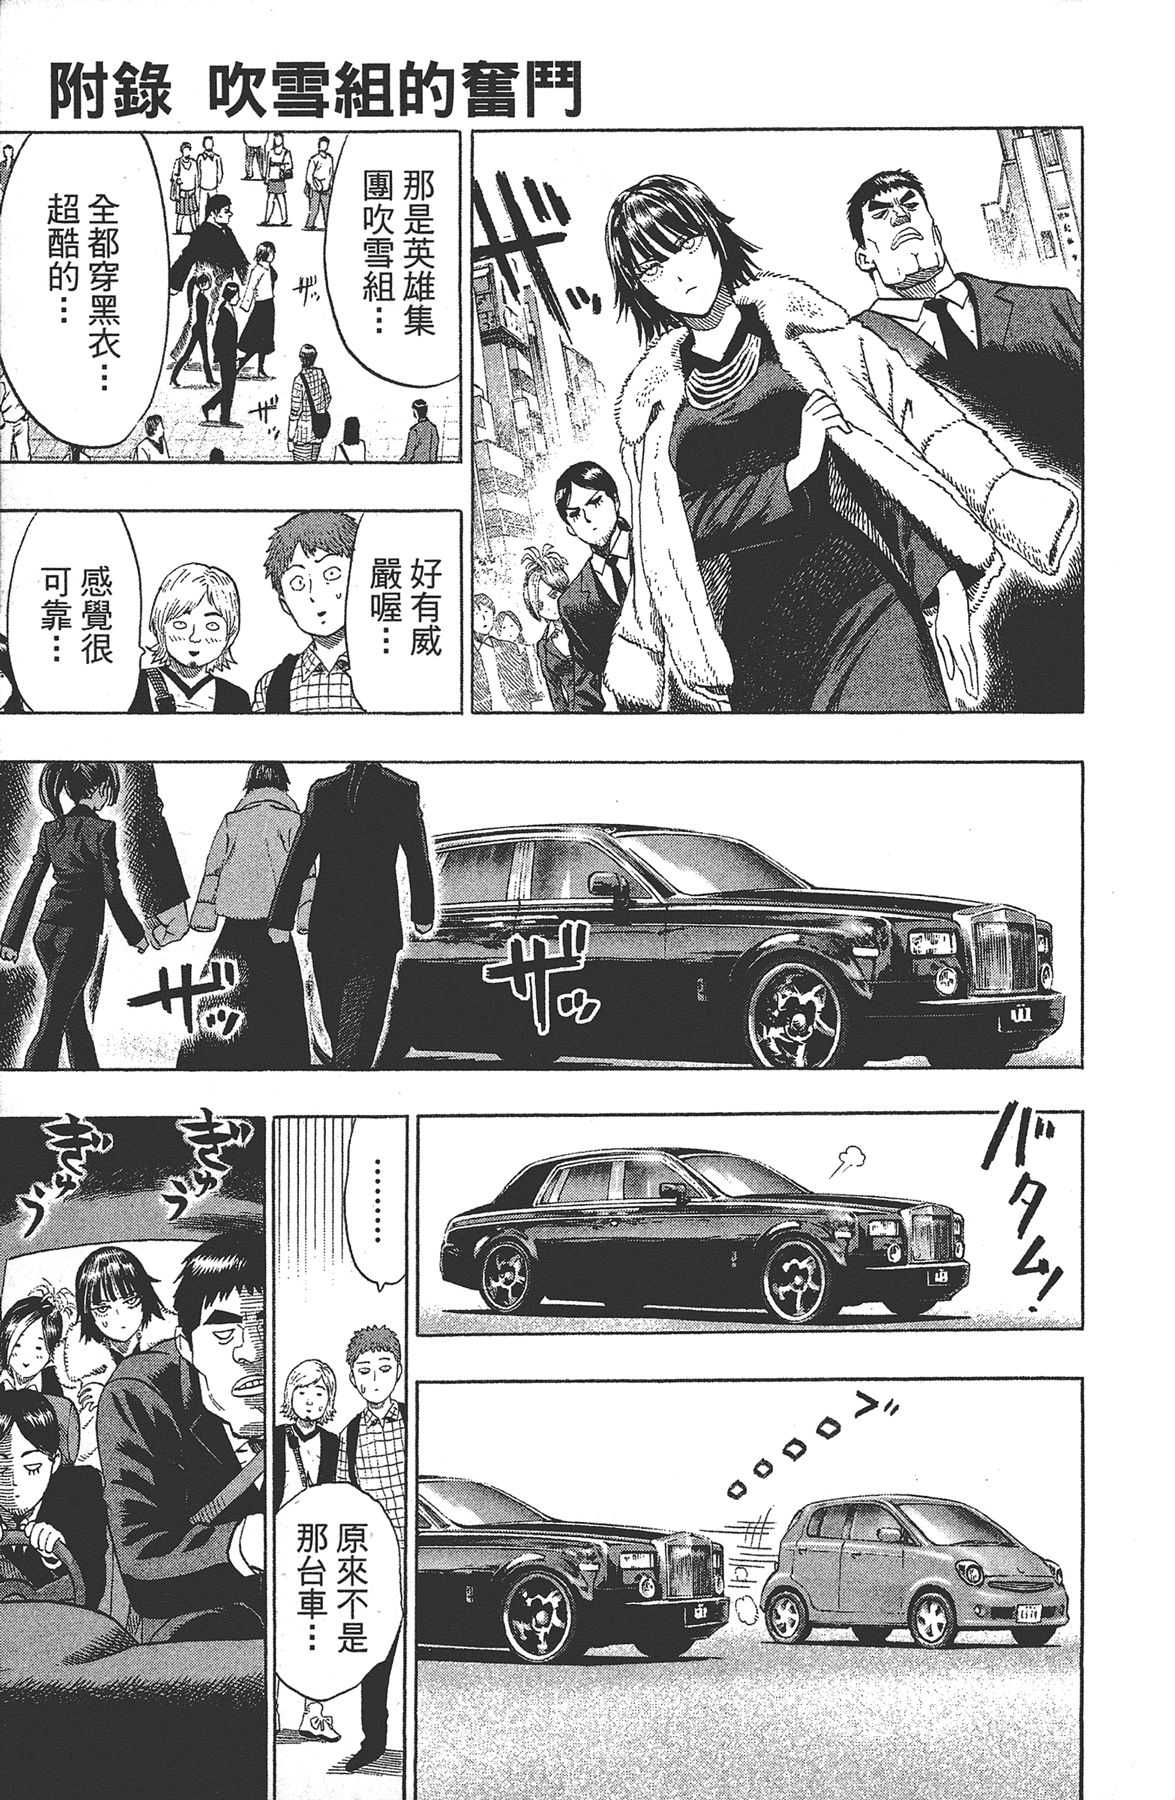 附錄 吹雪組的奮鬥
ザッ
那是英雄集
團吹雪組…
ザッ
ザッ
全都穿黑衣…
超酷的…
好有威
嚴喔…
感覺很
可靠…
ザッ
ザッ
バタム！
………
原來不是
那台車…
ぎゅう
ぎゅう